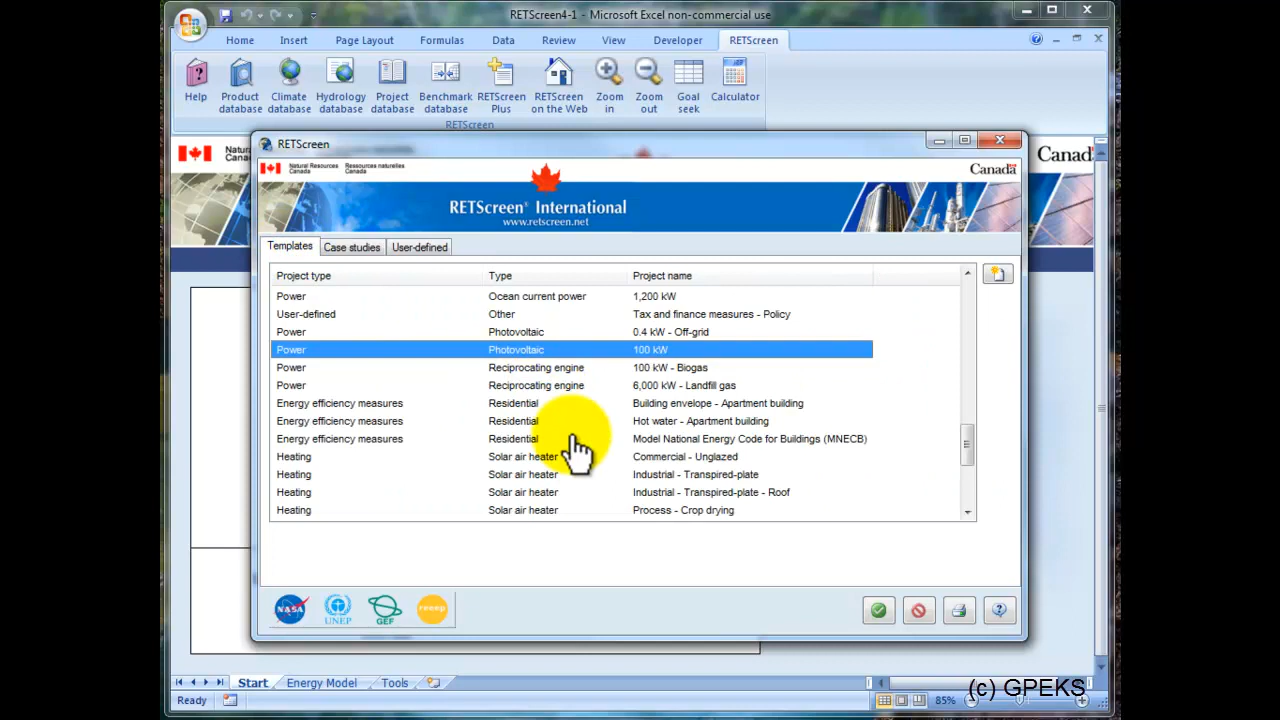 RETScreen4-1 - Microsoft Excel non-commercial use
Home Insert Page Layout Formulas Data Review View Developer RETScreen
Help Product database Climate database Hydrology database Project database Benchmark database RETScreen Plus RETScreen on the Web Zoom in Zoom out Goal seek Calculator
RETScreen
RETScreen
Natural Resources Canada Ressources naturelles Canada Canada
RETScreen® International
www.retscreen.net
Templates Case studies User-defined
Project type Type Project name
Power Ocean current power 1,200 kW
User-defined Other Tax and finance measures - Policy
Power Photovoltaic 0.4 kW - Off-grid
Power Photovoltaic 100 kW
Power Reciprocating engine 100 kW - Biogas
Power Reciprocating engine 6,000 kW - Landfill gas
Energy efficiency measures Residential Building envelope - Apartment building
Energy efficiency measures Residential Hot water - Apartment building
Energy efficiency measures Residential Model National Energy Code for Buildings (MNECB)
Heating Solar air heater Commercial - Unglazed
Heating Solar air heater Industrial - Transpired-plate
Heating Solar air heater Industrial - Transpired-plate - Roof
Heating Solar air heater Process - Crop drying
NASA UNEP GEF reeep
Start Energy Model Tools
(c) GPEKS
Ready 85%